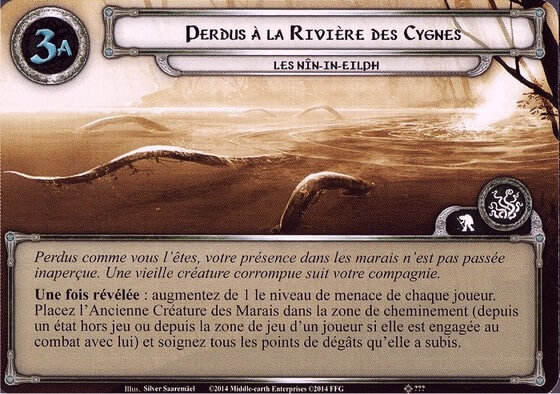 3A
PERDUS À LA RIVIÈRE DES CYGNES
LES NÎN-IN-EILPH
Perdus comme vous l'êtes, votre présence dans les marais n'est pas passée
inaperçue. Une vieille créature corrompue suit votre compagnie.
Une fois révélée : augmentez de 1 le niveau de menace de chaque joueur.
Placez l'Ancienne Créature des Marais dans la zone de cheminement (depuis
un état hors jeu ou depuis la zone de jeu d'un joueur si elle est engagée au
combat avec lui) et soignez tous les points de dégâts qu'elle a subis.
Illus. Silver Saaremäel ©2014 Middle-earth Enterprises ©2014 FFG ???